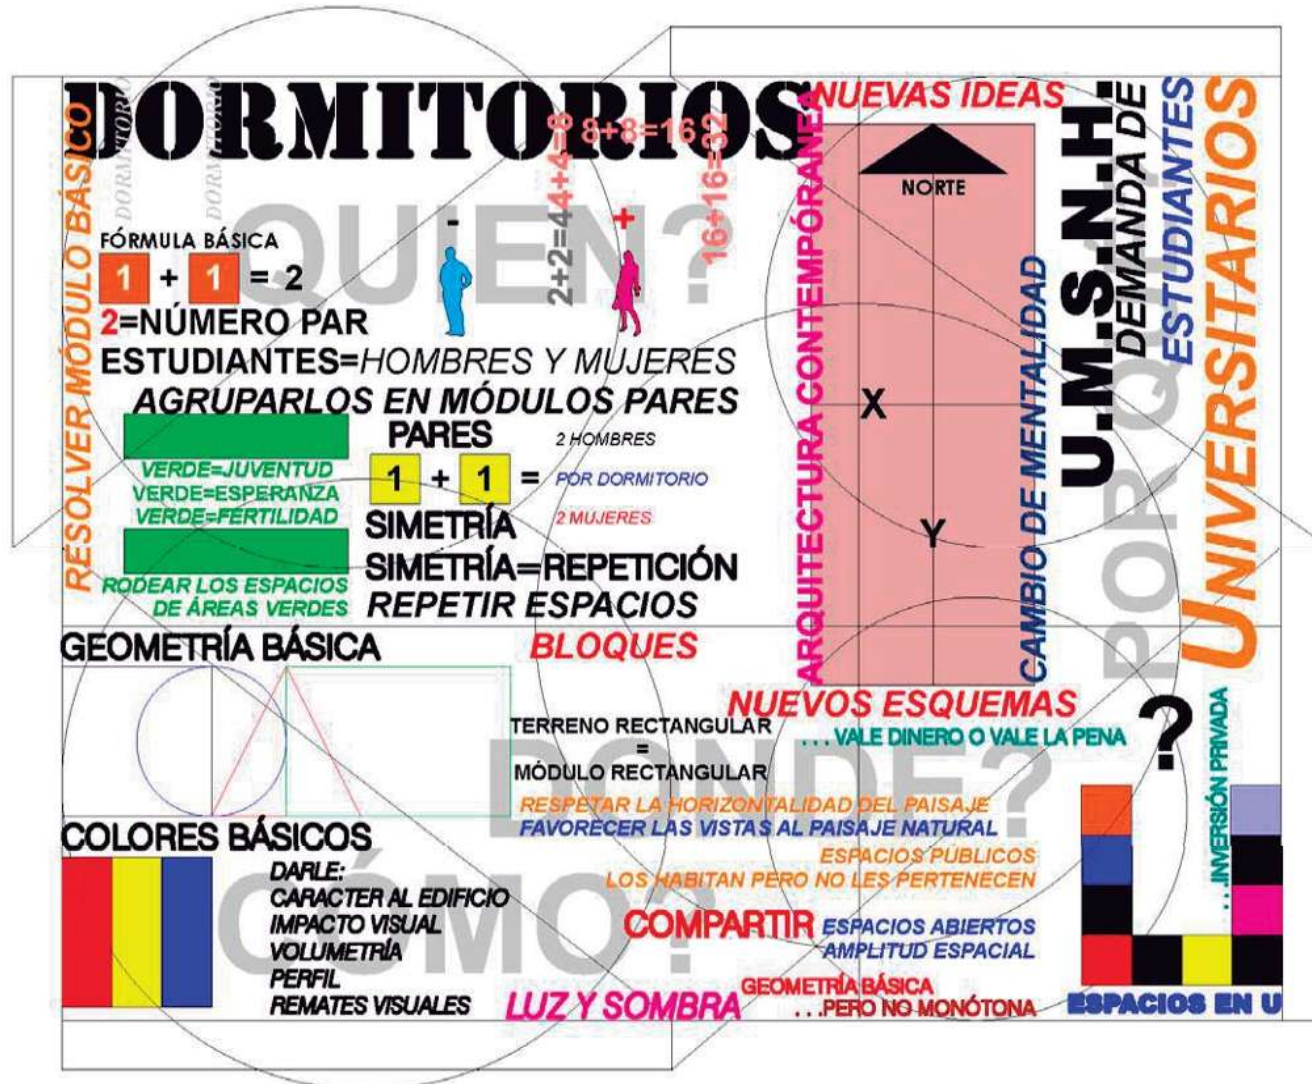 DORMITORIOS
DORMITORIO
DORMITORIO
RESOLVER MÓDULO BÁSICO
QUIEN?
FÓRMULA BÁSICA
1 + 1 = 2
2=NÚMERO PAR
-
+
2+2=4
4+4=8
8+8=16
16+16=32
ESTUDIANTES=HOMBRES Y MUJERES
AGRUPARLOS EN MÓDULOS PARES
PARES
1 + 1 =
2 HOMBRES
POR DORMITORIO
2 MUJERES
VERDE=JUVENTUD
VERDE=ESPERANZA
VERDE=FERTILIDAD
SIMETRÍA
SIMETRÍA=REPETICIÓN
REPETIR ESPACIOS
RODEAR LOS ESPACIOS
DE ÁREAS VERDES
ARQUITECTURA CONTEMPÓRANEA
NUEVAS IDEAS
NORTE
X
Y
CAMBIO DE MENTALIDAD
U.M.S.N.H.
DEMANDA DE
ESTUDIANTES
UNIVERSITARIOS
POR QUÉ
?
NUEVOS ESQUEMAS
...VALE DINERO O VALE LA PENA
...INVERSIÓN PRIVADA
GEOMETRÍA BÁSICA
BLOQUES
TERRENO RECTANGULAR
=
MÓDULO RECTANGULAR
DONDE?
RESPETAR LA HORIZONTALIDAD DEL PAISAJE
FAVORECER LAS VISTAS AL PAISAJE NATURAL
ESPACIOS PÚBLICOS
LOS HABITAN PERO NO LES PERTENECEN
COLORES BÁSICOS
CÓMO?
DARLE:
CARACTER AL EDIFICIO
IMPACTO VISUAL
VOLUMETRÍA
PERFIL
REMATES VISUALES
COMPARTIR
ESPACIOS ABIERTOS
AMPLITUD ESPACIAL
LUZ Y SOMBRA
GEOMETRÍA BÁSICA
...PERO NO MONÓTONA
ESPACIOS EN U